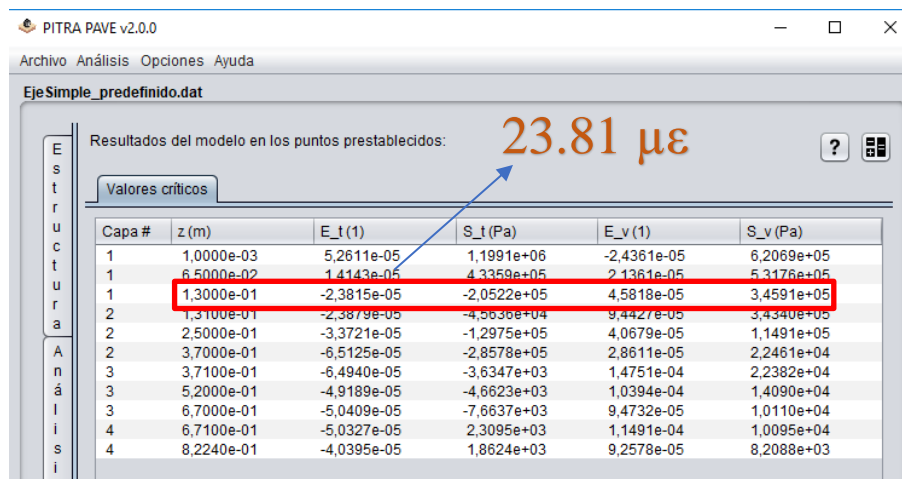 PITRA PAVE v2.0.0
Archivo Análisis Opciones Ayuda
EjeSimple_predefinido.dat
Resultados del modelo en los puntos prestablecidos:
23.81 με
?
Estructura
Análisi
Valores críticos
Capa # z (m) E_t (1) S_t (Pa) E_v (1) S_v (Pa)
1 1,0000e-03 5,2611e-05 1,1991e+06 -2,4361e-05 6,2069e+05
1 6,5000e-02 1,4143e-05 4,3359e+05 2,1361e-05 5,3176e+05
1 1,3000e-01 -2,3815e-05 -2,0522e+05 4,5818e-05 3,4591e+05
2 1,3100e-01 -2,3879e-05 -4,5636e+04 9,4427e-05 3,4340e+05
2 2,5000e-01 -3,3721e-05 -1,2975e+05 4,0679e-05 1,1491e+05
2 3,7000e-01 -6,5125e-05 -2,8578e+05 2,8611e-05 2,2461e+04
3 3,7100e-01 -6,4940e-05 -3,6347e+03 1,4751e-04 2,2382e+04
3 5,2000e-01 -4,9189e-05 -4,6623e+03 1,0394e-04 1,4090e+04
3 6,7000e-01 -5,0409e-05 -7,6637e+03 9,4732e-05 1,0110e+04
4 6,7100e-01 -5,0327e-05 2,3095e+03 1,1491e-04 1,0095e+04
4 8,2240e-01 -4,0395e-05 1,8624e+03 9,2578e-05 8,2088e+03